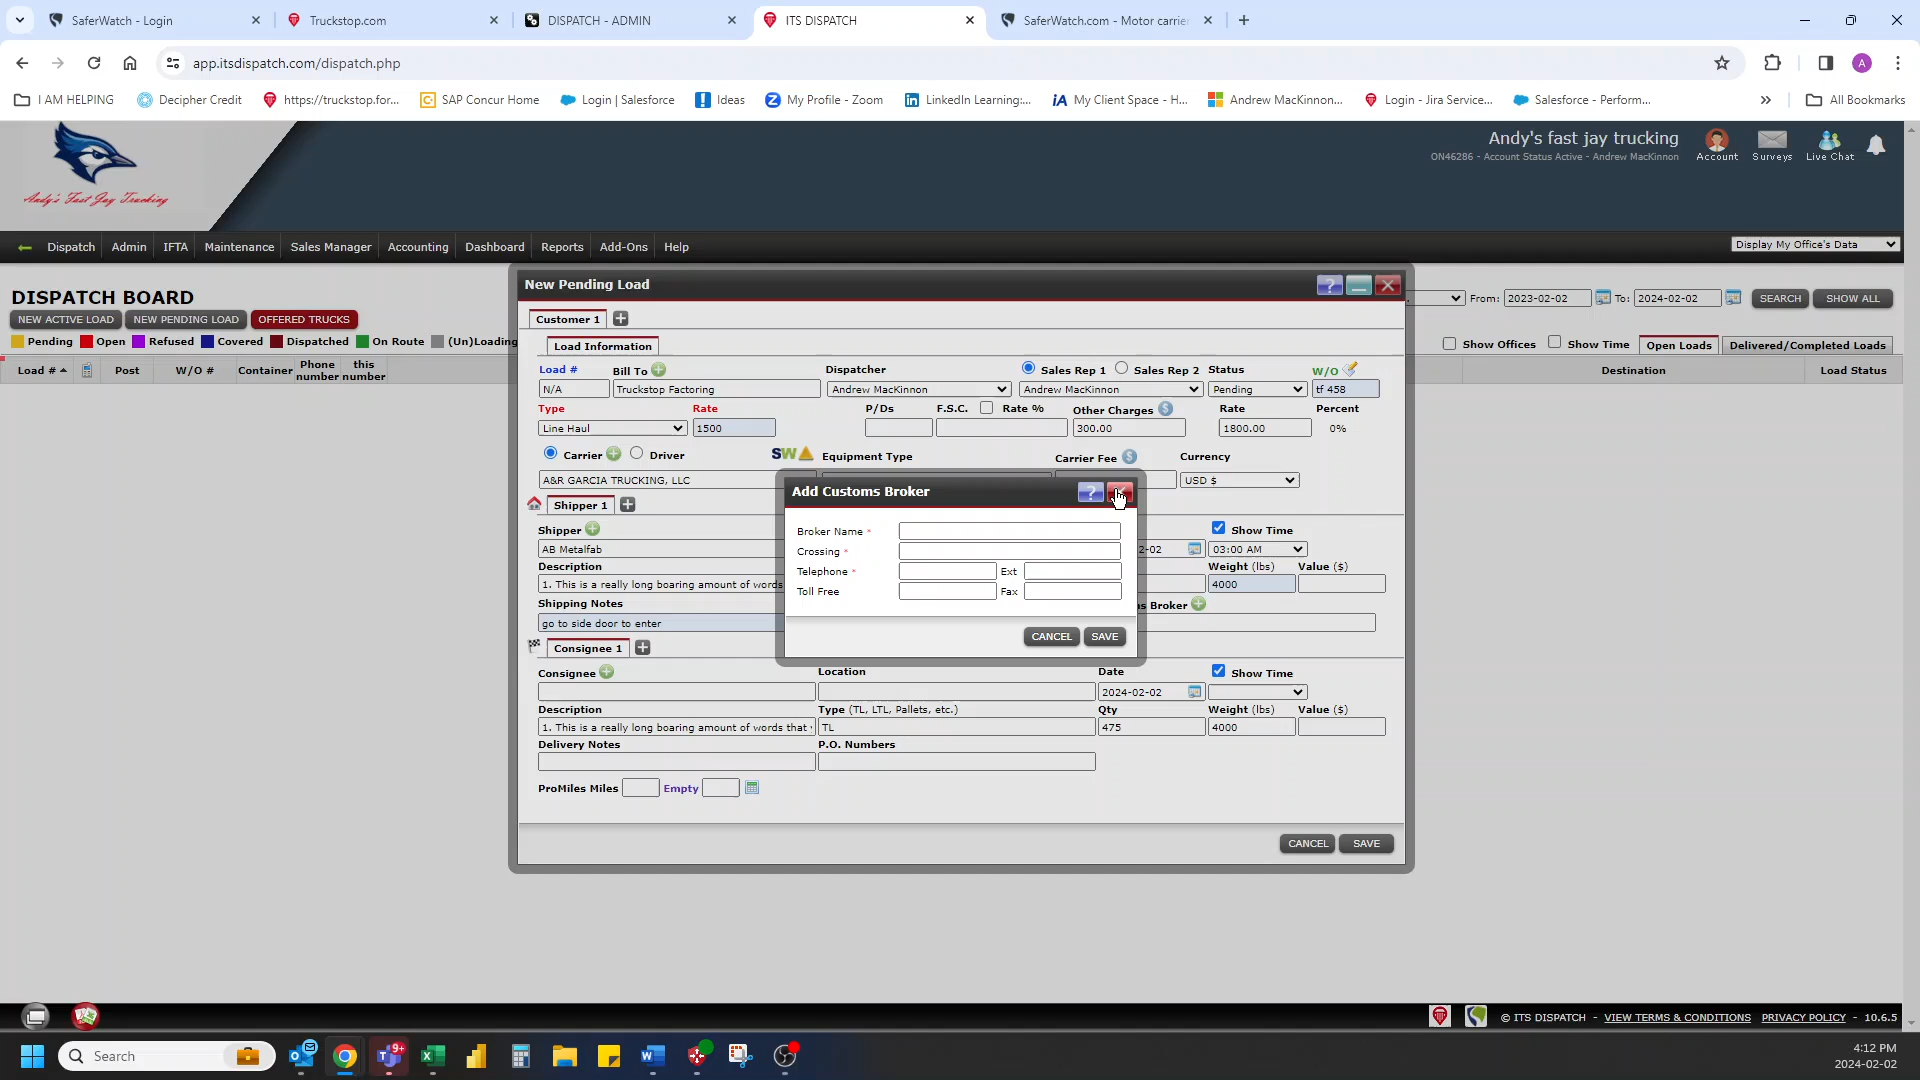 SaferWatch - Login
Truckstop.com
DISPATCH - ADMIN
ITS DISPATCH
SaferWatch.com - Motor carrier
app.itsdispatch.com/dispatch.php
A
I AM HELPING
Decipher Credit
https://truckstop.for...
SAP Concur Home
Login | Salesforce
Ideas
My Profile - Zoom
LinkedIn Learning:...
My Client Space - H...
Andrew MacKinnon...
Login - Jira Service...
Salesforce - Perform...
All Bookmarks
Andy's Fast Jay Trucking
Andy's fast jay trucking
ON46286 - Account Status Active - Andrew MacKinnon
Account
Surveys
Live Chat
Dispatch
Admin
IFTA
Maintenance
Sales Manager
Accounting
Dashboard
Reports
Add-Ons
Help
Display My Office's Data
DISPATCH BOARD
NEW ACTIVE LOAD
NEW PENDING LOAD
OFFERED TRUCKS
From: 2023-02-02
To: 2024-02-02
SEARCH
SHOW ALL
Pending
Open
Refused
Covered
Dispatched
On Route
(Un)Loading
Show Offices
Show Time
Open Loads
Delivered/Completed Loads
Load #
Post
W/O #
Container
Phone number
this number
Destination
Load Status
New Pending Load
?
Customer 1
Load Information
Load #
Bill To
Dispatcher
Sales Rep 1
Sales Rep 2
Status
W/O
N/A
Truckstop Factoring
Andrew MacKinnon
Andrew MacKinnon
Pending
tf 458
Type
Rate
P/Ds
F.S.C.
Rate %
Other Charges
Rate
Percent
Line Haul
1500
300.00
1800.00
0%
Carrier
Driver
SW
Equipment Type
Carrier Fee
Currency
A&R GARCIA TRUCKING, LLC
USD $
Shipper 1
Shipper
Show Time
AB Metalfab
2-02
03:00 AM
Description
Weight (lbs)
Value ($)
1. This is a really long boaring amount of words
4000
Shipping Notes
s Broker
go to side door to enter
Add Customs Broker
?
Broker Name *
Crossing *
Telephone *
Ext
Toll Free
Fax
CANCEL
SAVE
Consignee 1
Consignee
Location
Date
Show Time
2024-02-02
Description
Type (TL, LTL, Pallets, etc.)
Qty
Weight (lbs)
Value ($)
1. This is a really long boaring amount of words that
TL
475
4000
Delivery Notes
P.O. Numbers
ProMiles Miles
Empty
CANCEL
SAVE
© ITS DISPATCH - VIEW TERMS & CONDITIONS PRIVACY POLICY - 10.6.5
Search
9+
4:12 PM
2024-02-02